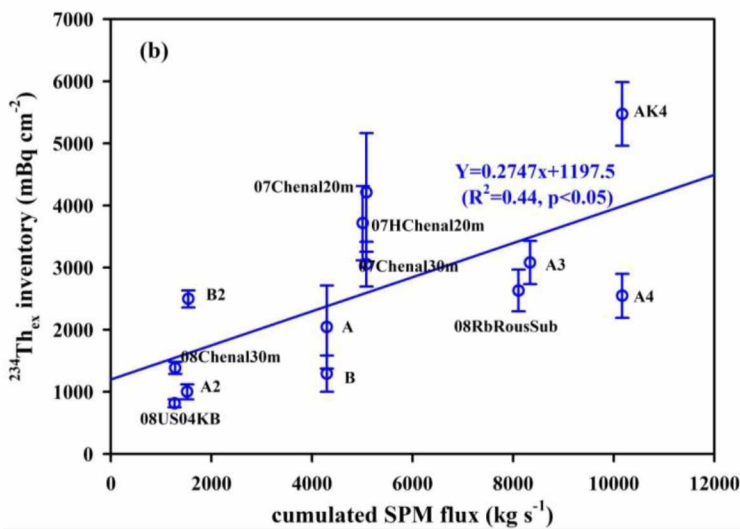 7000
(b)
6000
AK4
5000
Y=0.2747x+1197.5
07Chenal20m
(R²=0.44, p<0.05)
4000
07HChenal20m
07Chenal30m
A3
3000
B2
A4
08RbRousSub
2000
A
08Chenal30m
B
A2
1000
08US04KB
0
0 2000 4000 6000 8000 10000 12000
cumulated SPM flux (kg s⁻¹)
²³⁴Thₑₓ inventory (mBq cm⁻²)